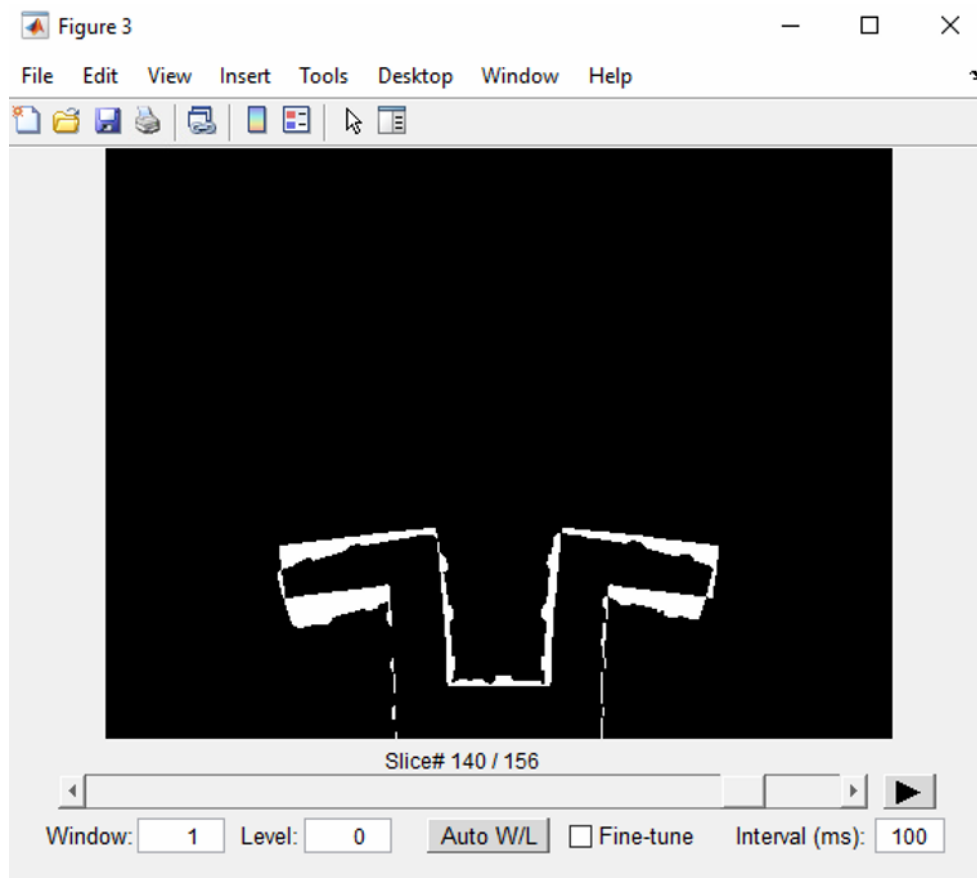 Figure 3
File Edit View Insert Tools Desktop Window Help
Slice# 140 / 156
Window: 1 Level: 0 Auto W/L Fine-tune Interval (ms): 100